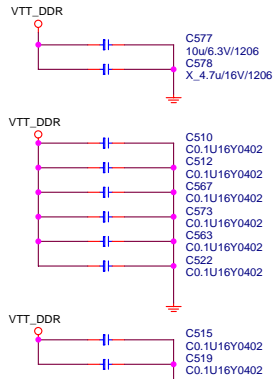 VTT_DDR
C577
10u/6.3V/1206
C578
X_4.7u/16V/1206
VTT_DDR
C510
C0.1U16Y0402
C512
C0.1U16Y0402
C567
C0.1U16Y0402
C573
C0.1U16Y0402
C563
C0.1U16Y0402
C522
C0.1U16Y0402
VTT_DDR
C515
C0.1U16Y0402
C519
C0.1U16Y0402